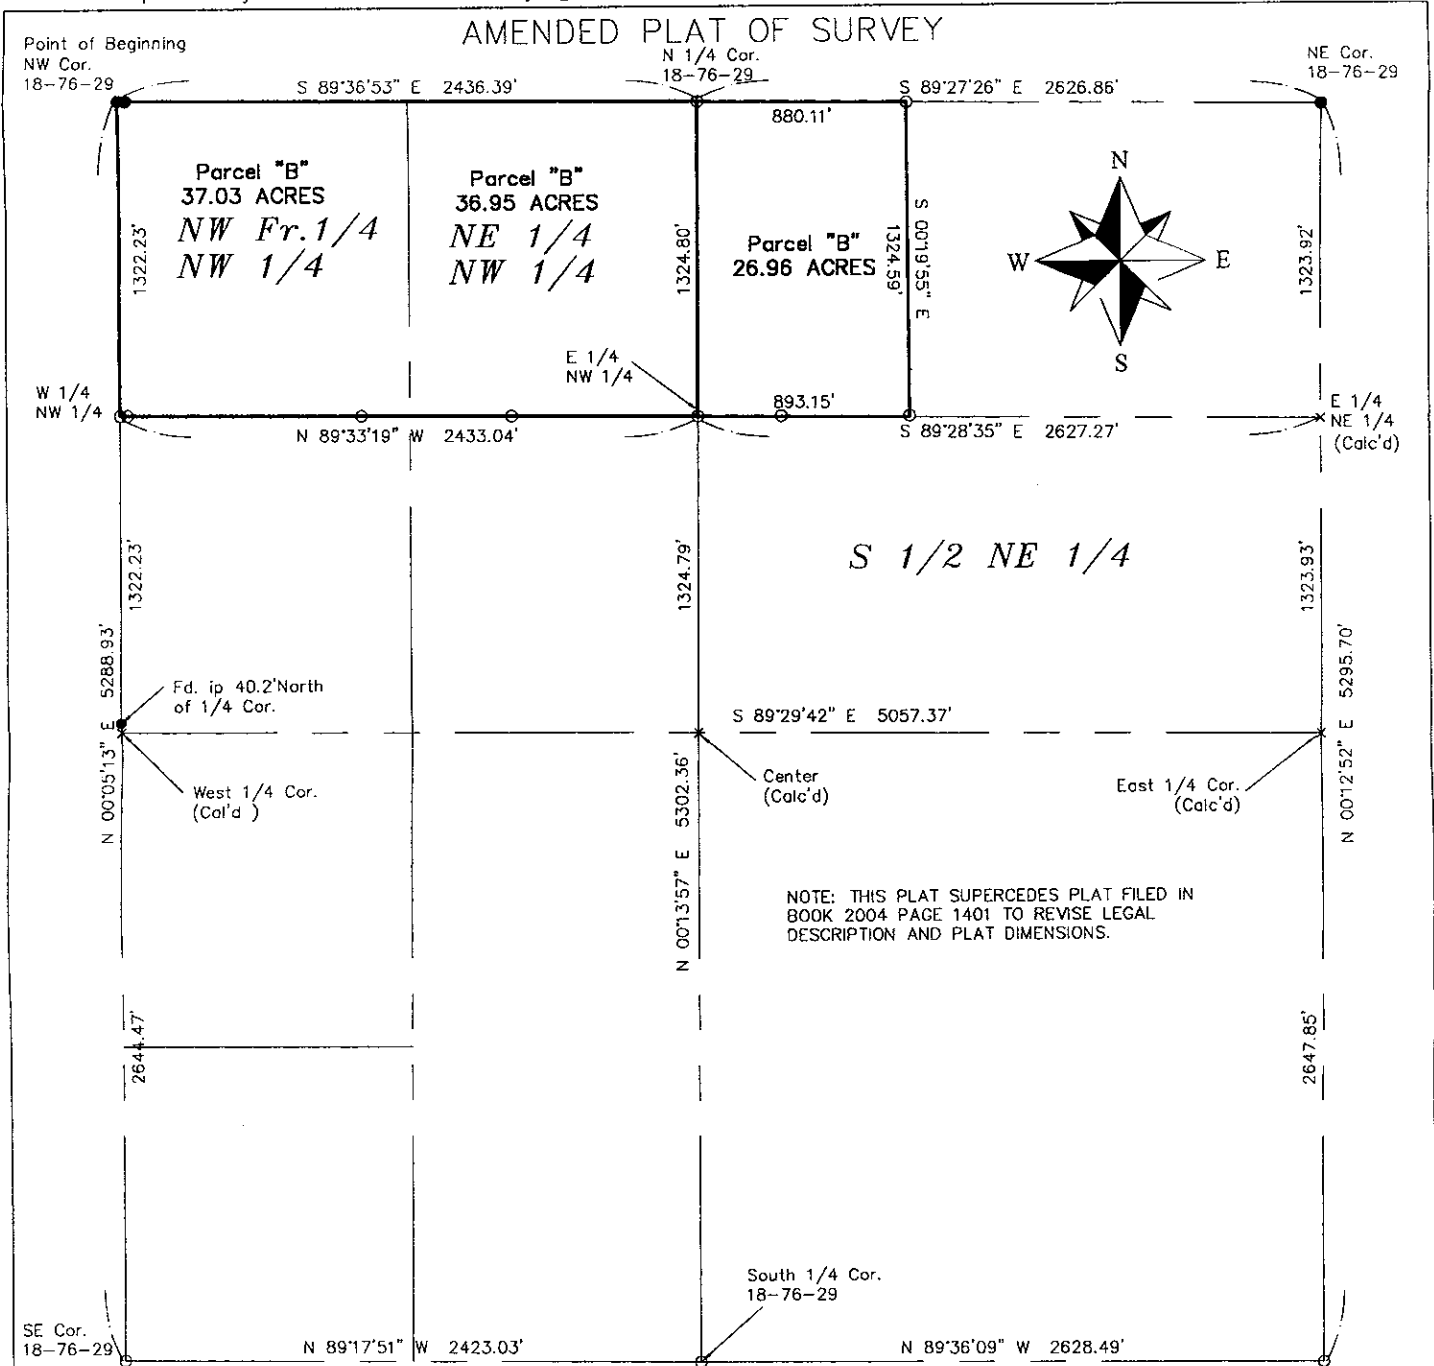 AMENDED PLAT OF SURVEY
Point of Beginning
NW Cor.
18-76-29
N 1/4 Cor.
18-76-29
NE Cor.
18-76-29
S 89°36'53" E 2436.39'
S 89°27'26" E 2626.86'
880.11'
Parcel "B"
37.03 ACRES
NW Fr.1/4
NW 1/4
Parcel "B"
36.95 ACRES
NE 1/4
NW 1/4
Parcel "B"
26.96 ACRES
1322.23'
1324.80'
1324.59'
S 00°19'55" E
1323.92'
N
W
E
S
E 1/4
NW 1/4
W 1/4
NW 1/4
893.15'
E 1/4
NE 1/4
(Calc'd)
N 89°33'19" W 2433.04'
S 89°28'35" E 2627.27'
S 1/2 NE 1/4
1322.23'
1324.79'
1323.93'
N 00°05'13" E 5288.93'
Fd. ip 40.2'North
of 1/4 Cor.
S 89°29'42" E 5057.37'
N 00°12'52" E 5295.70'
West 1/4 Cor.
(Cal'd )
Center
(Calc'd)
East 1/4 Cor.
(Calc'd)
N 00°13'57" E 5302.36'
NOTE: THIS PLAT SUPERCEDES PLAT FILED IN
BOOK 2004 PAGE 1401 TO REVISE LEGAL
DESCRIPTION AND PLAT DIMENSIONS.
2644.47'
2647.85'
South 1/4 Cor.
18-76-29
SE Cor.
18-76-29
N 89°17'51" W 2423.03'
N 89°36'09" W 2628.49'